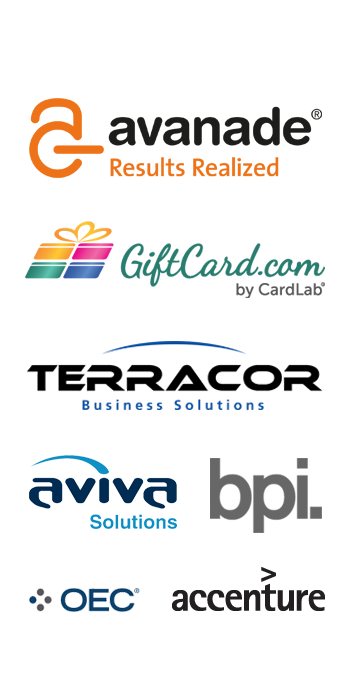 avanade®
Results Realized
GiftCard.com
by CardLab®
TERRACOR
Business Solutions
aviva
Solutions
bpi.
OEC®
accenture